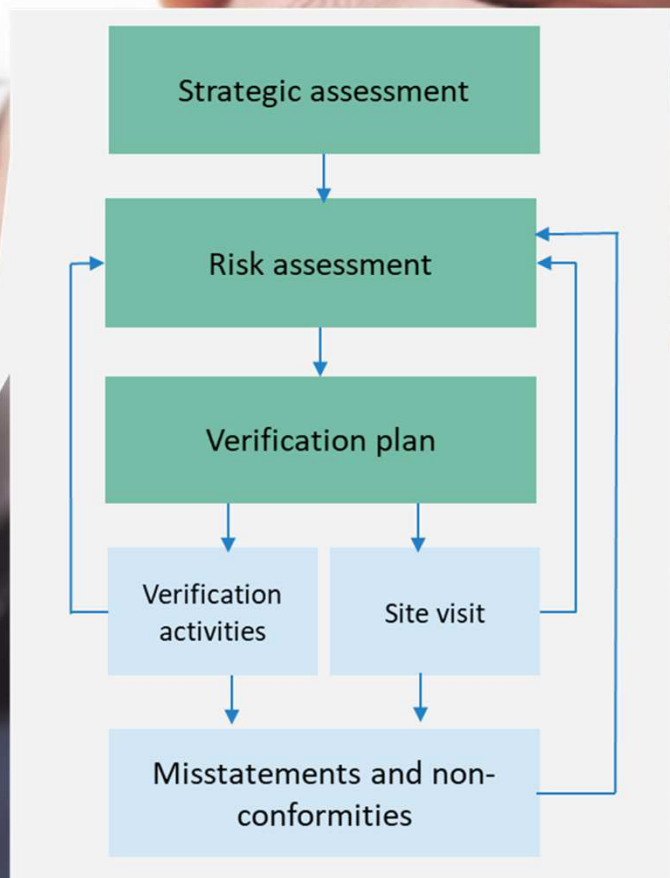 Strategic assessment
Risk assessment
Verification plan
Verification
activities
Site visit
Misstatements and non-
conformities